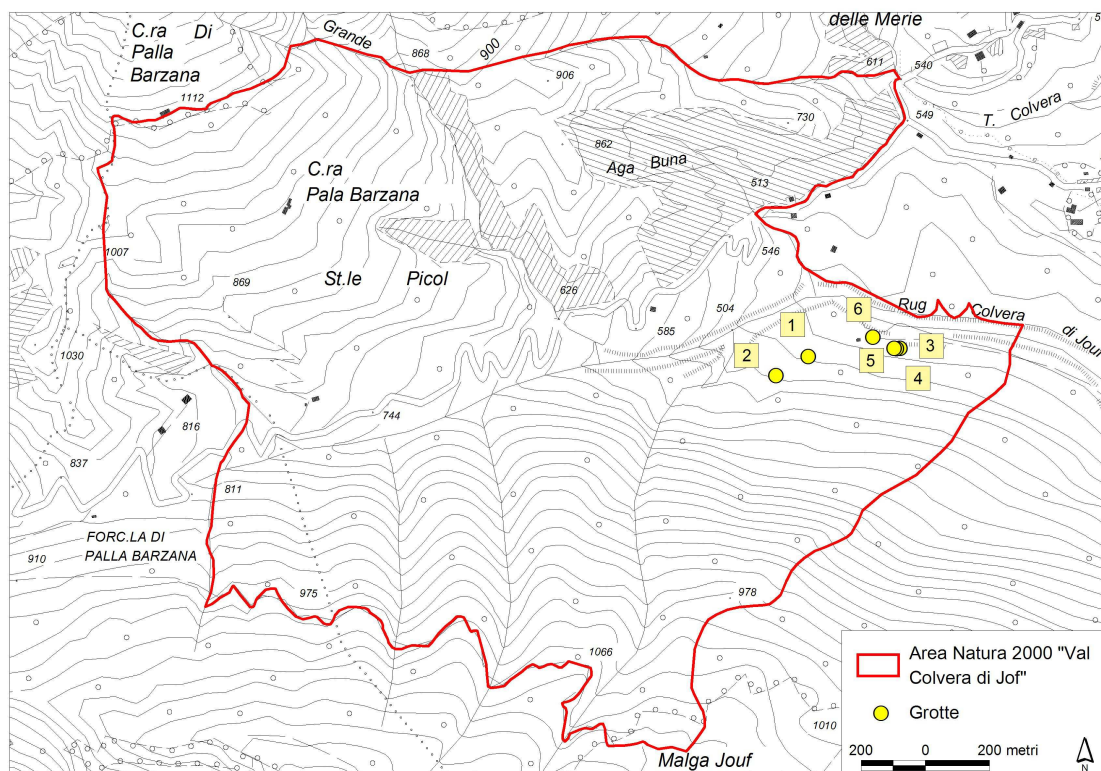 C.ra Di
Palla
Barzana
Grande
868
900
906
delle Merie
611
540
549
T. Colvera
1112
730
862
Aga Buna
513
C.ra
Pala Barzana
1007
869
St.le Picol
626
546
504
585
Rug Colvera
di Jouf
1
2
6
5
3
4
1030
816
837
744
811
FORC.LA DI
PALLA BARZANA
910
975
978
1066
1010
Malga Jouf
Area Natura 2000 "Val
Colvera di Jof"
Grotte
200 0 200 metri
N